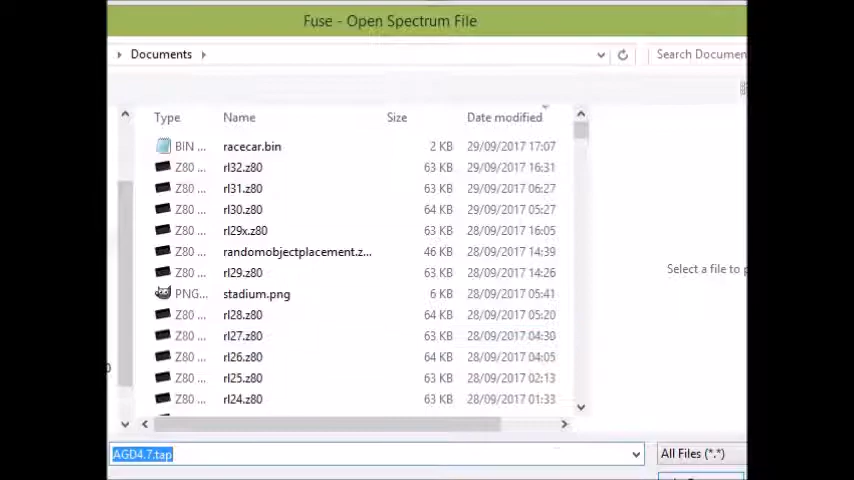 Fuse - Open Spectrum File
Documents
Search Documen
Type Name Size Date modified
BIN ... racecar.bin 2 KB 29/09/2017 17:07
Z80 ... rl32.z80 63 KB 29/09/2017 16:31
Z80 ... rl31.z80 63 KB 29/09/2017 06:27
Z80 ... rl30.z80 64 KB 29/09/2017 05:27
Z80 ... rl29x.z80 63 KB 28/09/2017 16:05
Z80 ... randomobjectplacement.z... 46 KB 28/09/2017 14:39
Z80 ... rl29.z80 63 KB 28/09/2017 14:26
PNG... stadium.png 6 KB 28/09/2017 05:41
Z80 ... rl28.z80 64 KB 28/09/2017 05:20
Z80 ... rl27.z80 63 KB 28/09/2017 04:30
Z80 ... rl26.z80 64 KB 28/09/2017 04:05
Z80 ... rl25.z80 63 KB 28/09/2017 02:13
Z80 ... rl24.z80 63 KB 28/09/2017 01:33
Select a file to p
AGD4.7.tap
All Files (*.*)